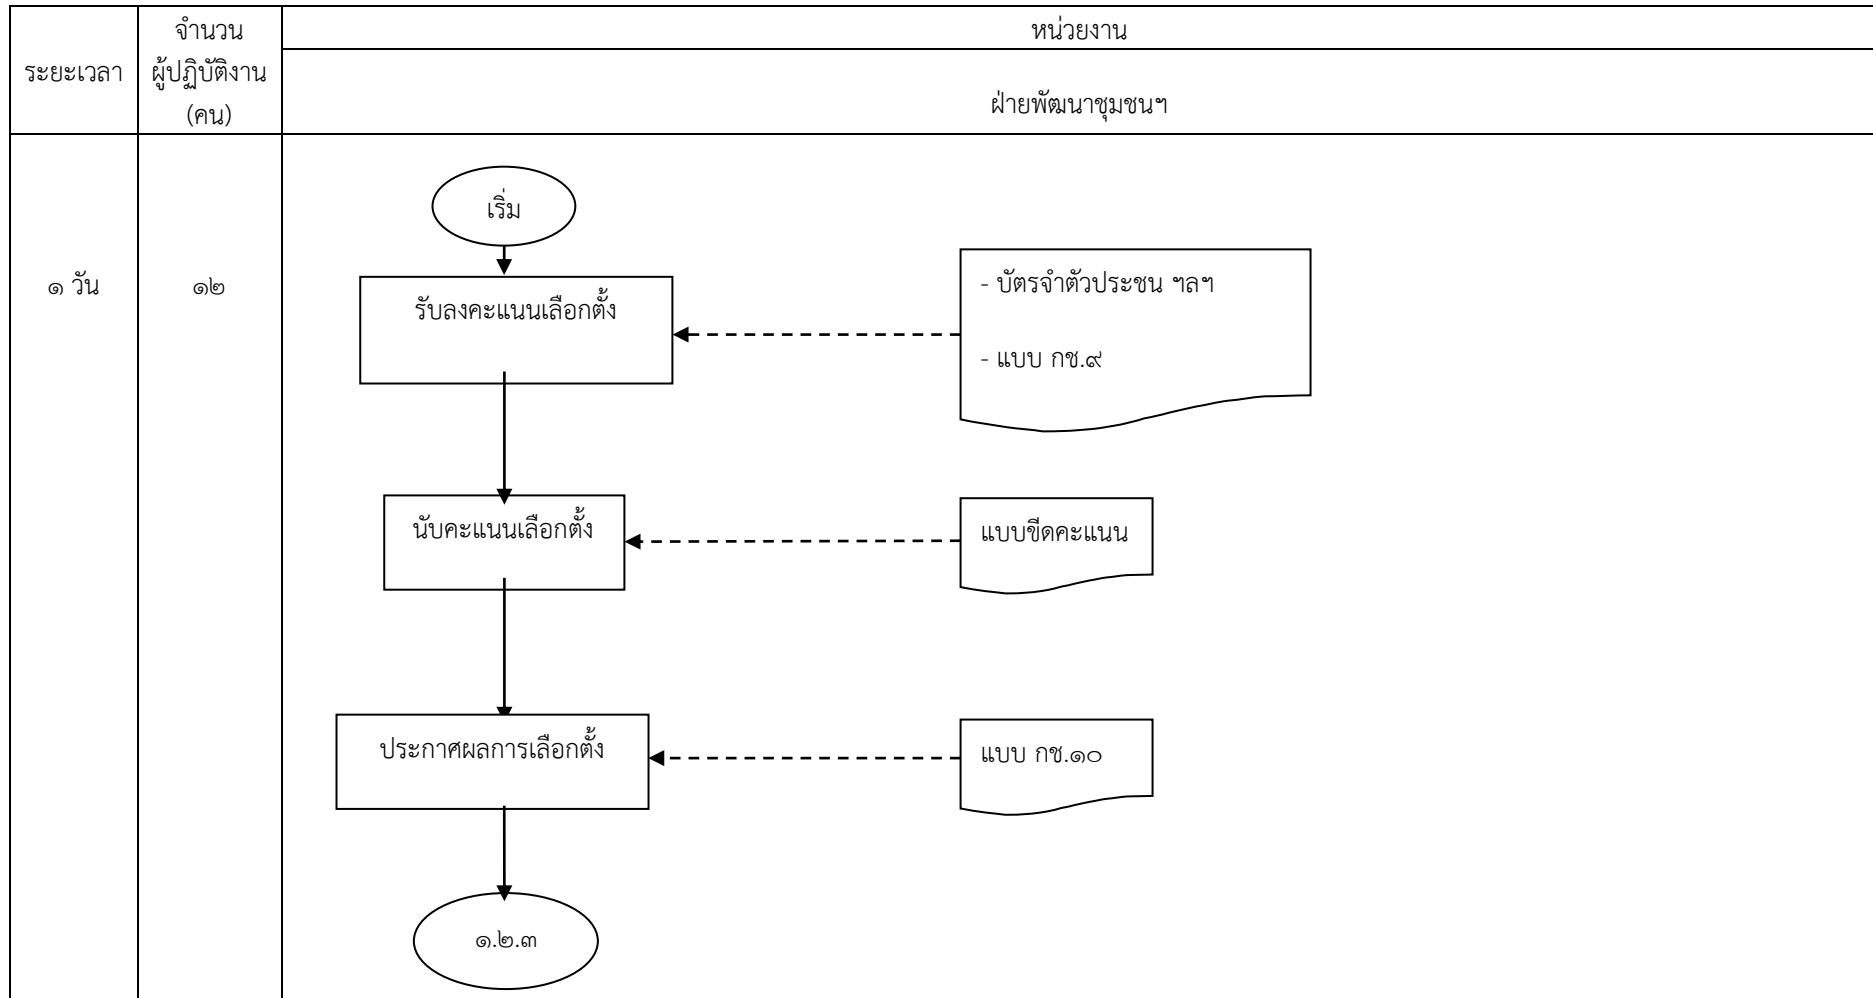 ระยะเวลา
จำนวน
ผู้ปฏิบัติงาน
(คน)
หน่วยงาน
ฝ่ายพัฒนาชุมชนฯ
๑ วัน
๑๒
เริ่ม
รับลงคะแนนเลือกตั้ง
- บัตรจำตัวประชน ฯลฯ
- แบบ กช.๙
นับคะแนนเลือกตั้ง
แบบขีดคะแนน
ประกาศผลการเลือกตั้ง
แบบ กช.๑๐
๑.๒.๓